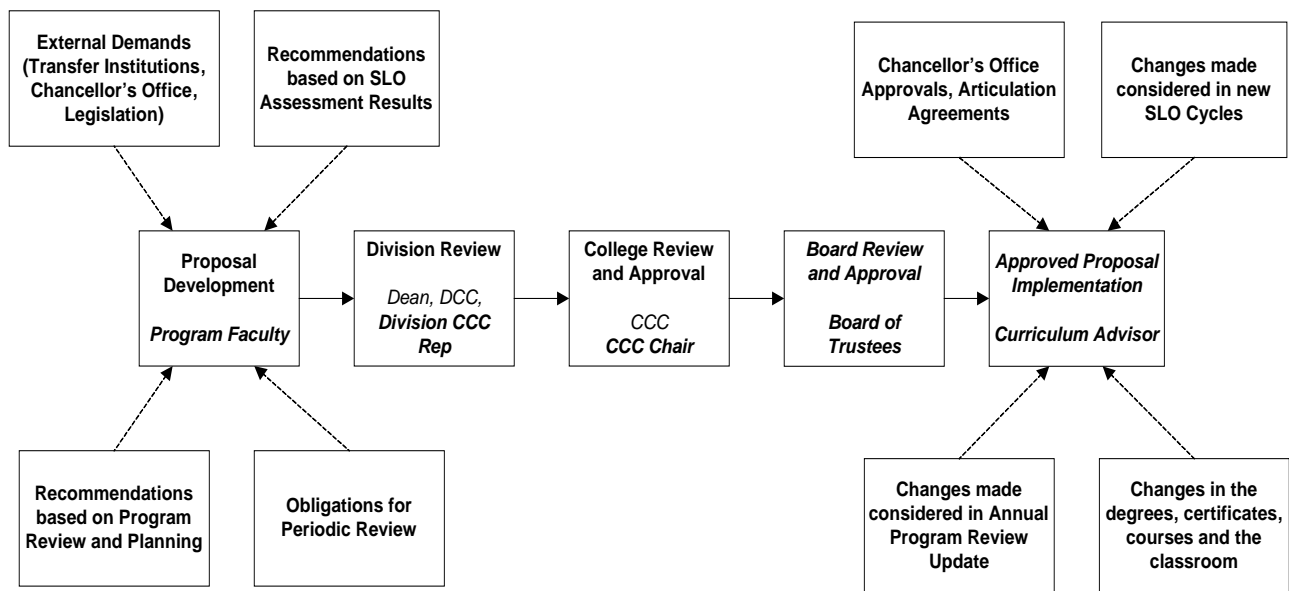 External Demands
(Transfer Institutions,
Chancellor's Office,
Legislation)
Recommendations
based on SLO
Assessment Results
Chancellor's Office
Approvals, Articulation
Agreements
Changes made
considered in new
SLO Cycles
Proposal
Development
Program Faculty
Division Review
Dean, DCC,
Division CCC
Rep
College Review
and Approval
CCC
CCC Chair
Board Review
and Approval
Board of
Trustees
Approved Proposal
Implementation
Curriculum Advisor
Recommendations
based on Program
Review and Planning
Obligations for
Periodic Review
Changes made
considered in Annual
Program Review
Update
Changes in the
degrees, certificates,
courses and the
classroom